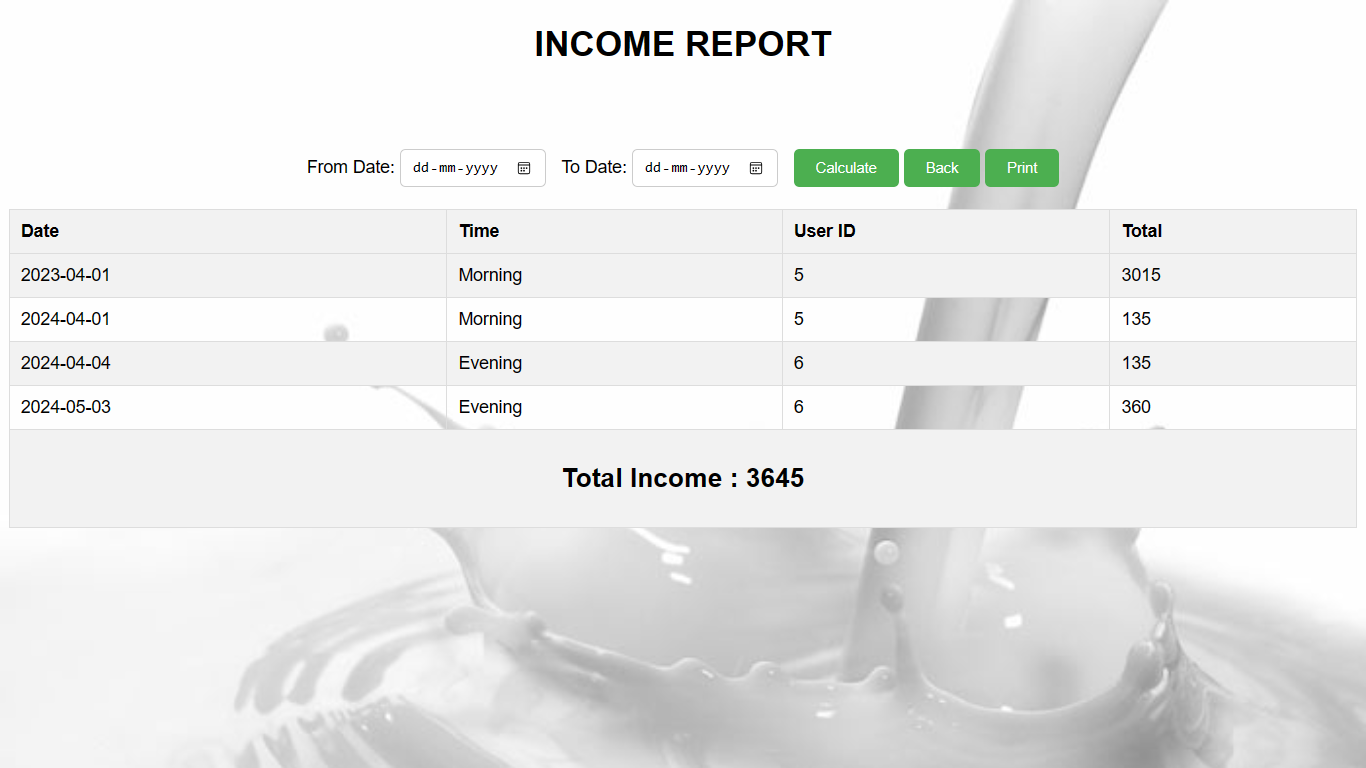 INCOME REPORT
From Date: dd-mm-yyyy To Date: dd-mm-yyyy Calculate Back Print
Date Time User ID Total
2023-04-01 Morning 5 3015
2024-04-01 Morning 5 135
2024-04-04 Evening 6 135
2024-05-03 Evening 6 360
Total Income : 3645